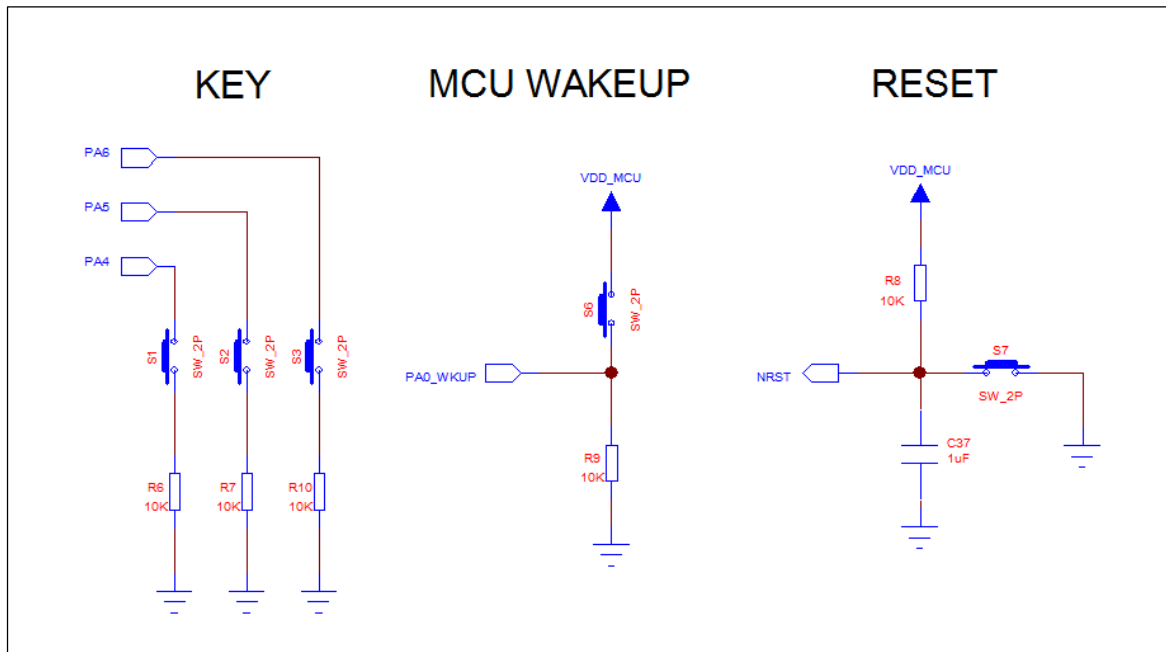 KEY
MCU WAKEUP
RESET
PA6
PA5
PA4
S1
SW_2P
S2
SW_2P
S3
SW_2P
R6
10K
R7
10K
R10
10K
VDD_MCU
S6
SW_2P
PA0_WKUP
R9
10K
VDD_MCU
R8
10K
NRST
S7
SW_2P
C37
1uF